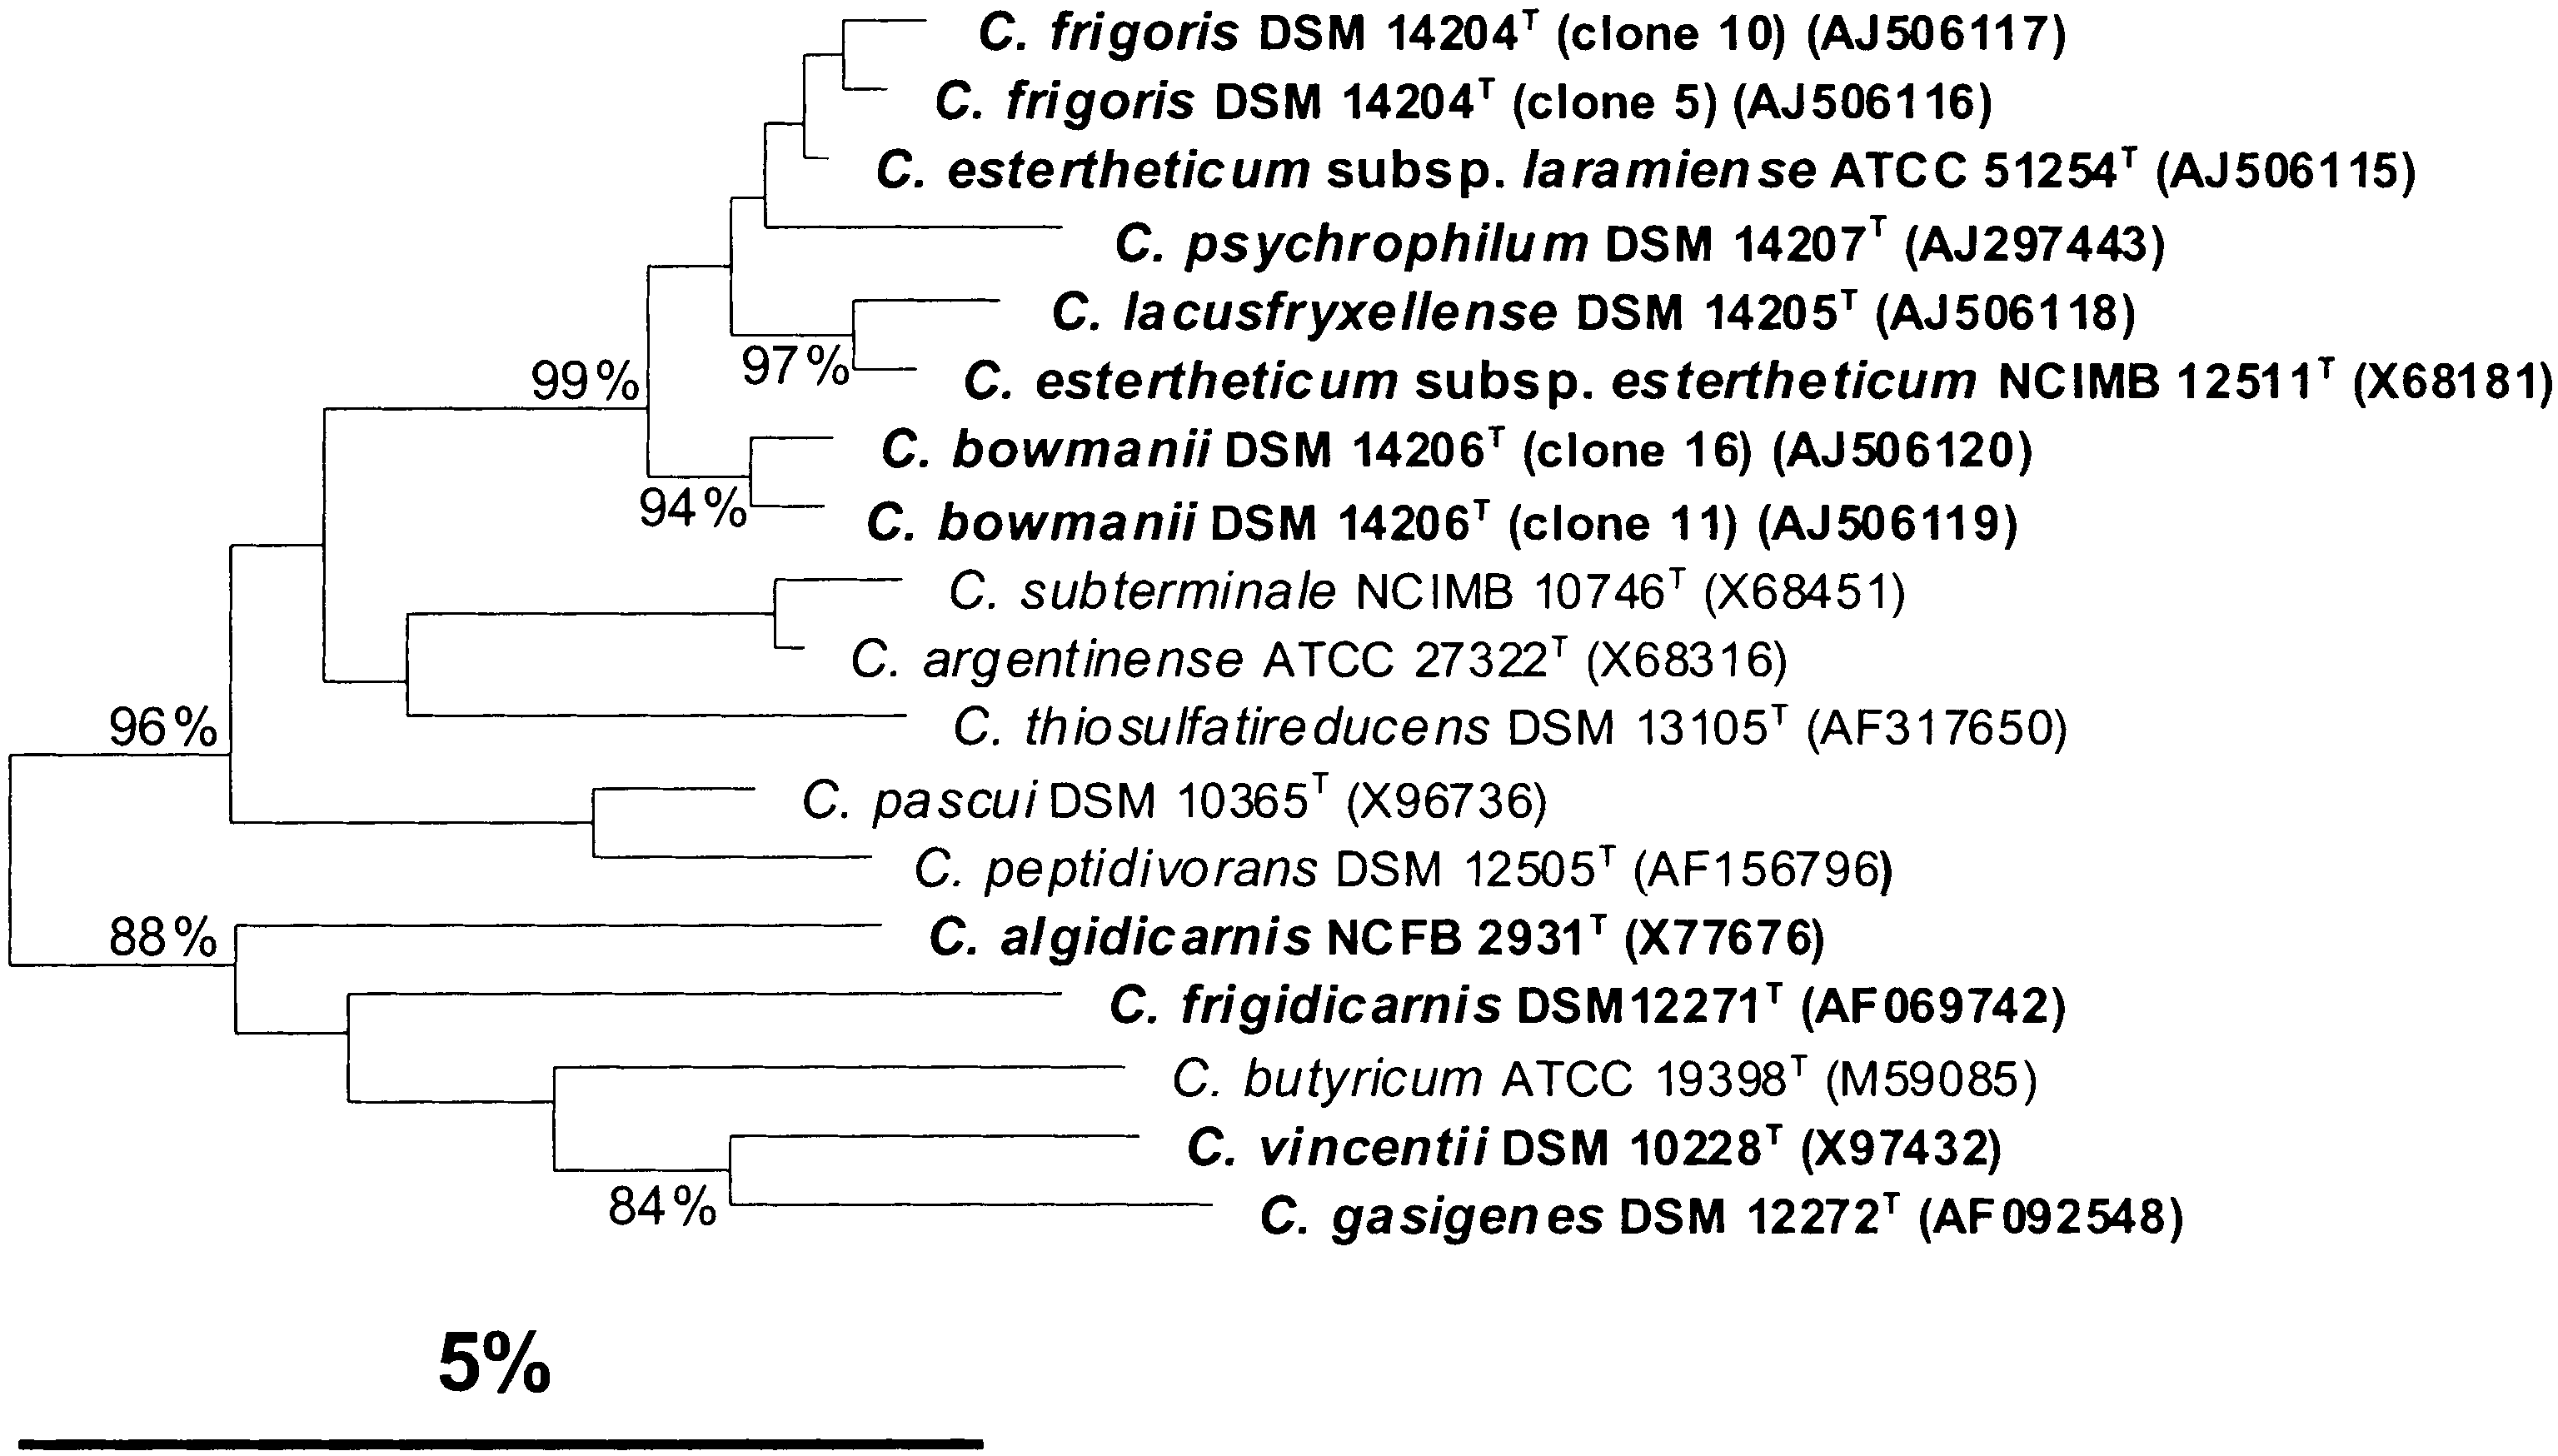 C. frigoris DSM 14204ᵀ (clone 10) (AJ506117)
C. frigoris DSM 14204ᵀ (clone 5) (AJ506116)
C. estertheticum subsp. laramiense ATCC 51254ᵀ (AJ506115)
C. psychrophilum DSM 14207ᵀ (AJ297443)
C. lacusfryxellense DSM 14205ᵀ (AJ506118)
97%
99%
C. estertheticum subsp. estertheticum NCIMB 12511ᵀ (X68181)
C. bowmanii DSM 14206ᵀ (clone 16) (AJ506120)
94%
C. bowmanii DSM 14206ᵀ (clone 11) (AJ506119)
C. subterminale NCIMB 10746ᵀ (X68451)
C. argentinense ATCC 27322ᵀ (X68316)
96%
C. thiosulfatireducens DSM 13105ᵀ (AF317650)
C. pascui DSM 10365ᵀ (X96736)
C. peptidivorans DSM 12505ᵀ (AF156796)
88%
C. algidicarnis NCFB 2931ᵀ (X77676)
C. frigidicarnis DSM12271ᵀ (AF069742)
C. butyricum ATCC 19398ᵀ (M59085)
C. vincentii DSM 10228ᵀ (X97432)
84%
C. gasigenes DSM 12272ᵀ (AF092548)
5%